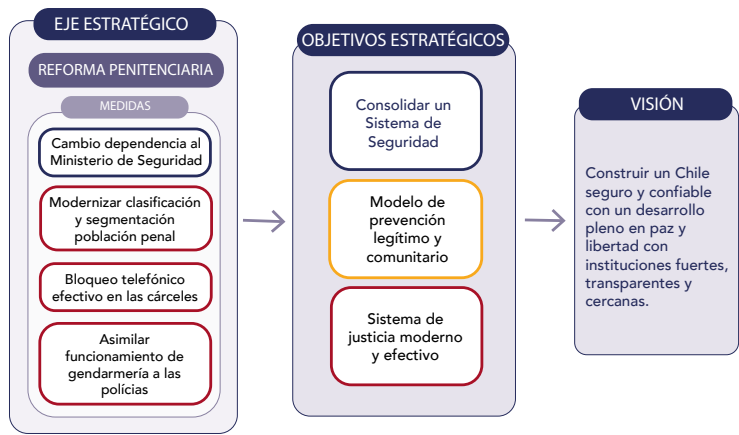 EJE ESTRATÉGICO
REFORMA PENITENCIARIA
MEDIDAS
Cambio dependencia al
Ministerio de Seguridad
Modernizar clasificación
y segmentación
población penal
Bloqueo telefónico
efectivo en las cárceles
Asimilar
funcionamiento de
gendarmería a las
polícias
OBJETIVOS ESTRATÉGICOS
Consolidar un
Sistema de
Seguridad
Modelo de
prevención
legítimo y
comunitario
Sistema de
justicia moderno
y efectivo
VISIÓN
Construir un Chile
seguro y confiable
con un desarrollo
pleno en paz y
libertad con
instituciones fuertes,
transparentes y
cercanas.